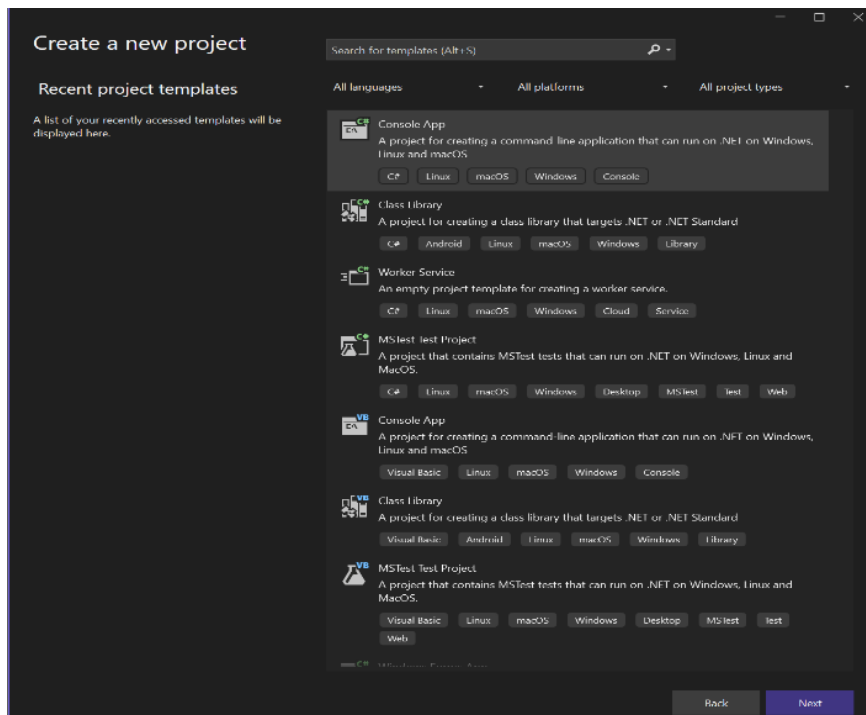 Create a new project
Search for templates (Alt+S)
Recent project templates
A list of your recently accessed templates will be
displayed here.
All languages
All platforms
All project types
C#
Console App
A project for creating a command-line application that can run on .NET on Windows,
Linux and macOS
C# Linux macOS Windows Console
C#
Class Library
A project for creating a class library that targets .NET or .NET Standard
C# Android Linux macOS Windows Library
C#
Worker Service
An empty project template for creating a worker service.
C# Linux macOS Windows Cloud Service
C#
MSTest Test Project
A project that contains MSTest tests that can run on .NET on Windows, Linux and
MacOS.
C# Linux macOS Windows Desktop MSTest Test Web
VB
Console App
A project for creating a command-line application that can run on .NET on Windows,
Linux and macOS
Visual Basic Linux macOS Windows Console
VB
Class Library
A project for creating a class library that targets .NET or .NET Standard
Visual Basic Android Linux macOS Windows Library
VB
MSTest Test Project
A project that contains MSTest tests that can run on .NET on Windows, Linux and
MacOS.
Visual Basic Linux macOS Windows Desktop MSTest Test
Web
C#
Windows Forms App
Back Next